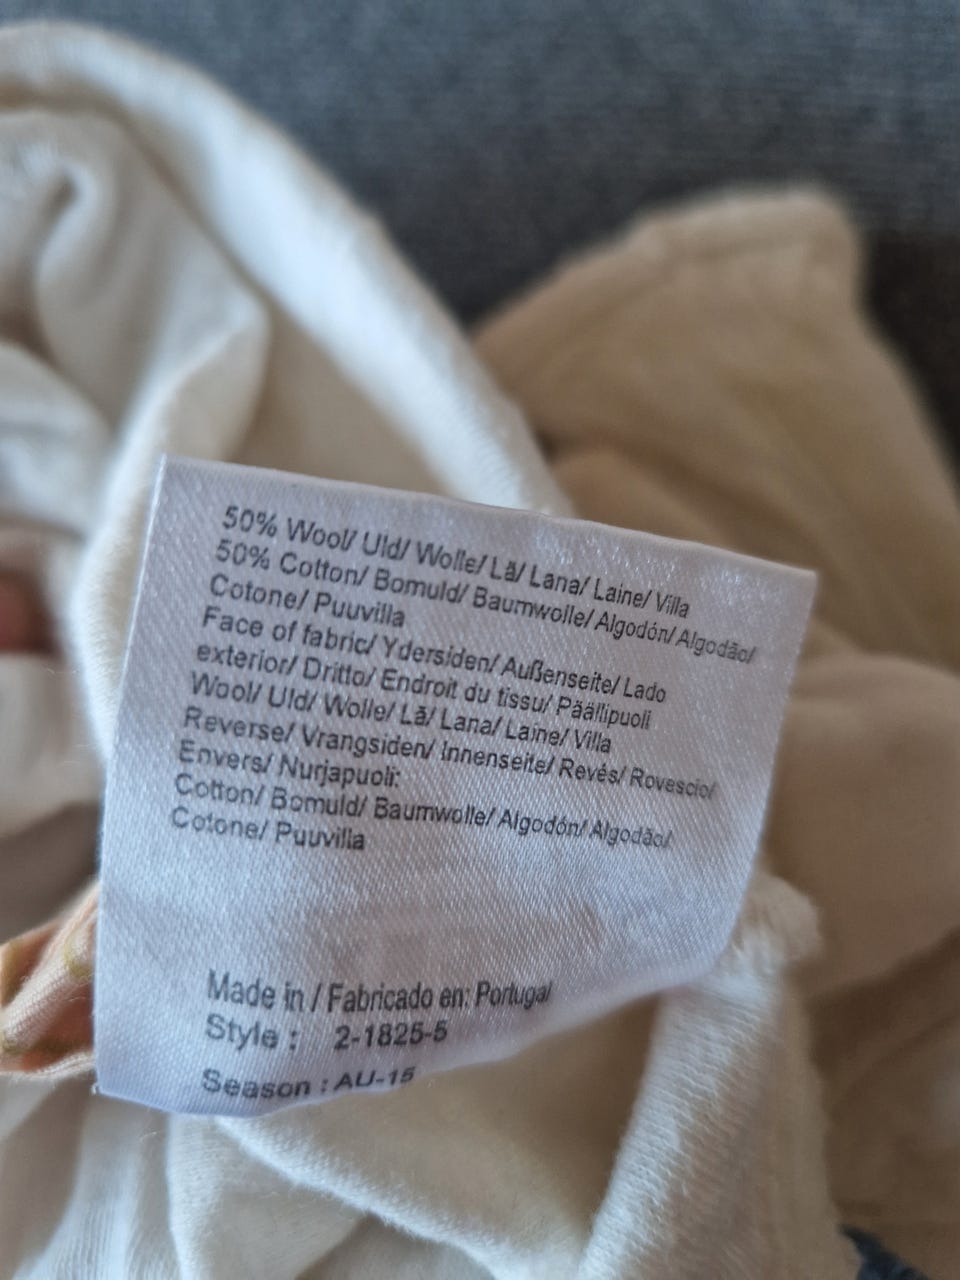 50% Wool/ Uld/ Wolle/ Lã/ Lana/ Laine/ Villa
50% Cotton/ Bomuld/ Baumwolle/ Algodón/ Algodão/
Cotone/ Puuvilla
Face of fabric/ Ydersiden/ Außenseite/ Lado
exterior/ Dritto/ Endroit du tissu/ Päällipuoli
Wool/ Uld/ Wolle/ Lã/ Lana/ Laine/ Villa
Reverse/ Vrangsiden/ Innenseite/ Revés/ Rovescio/
Envers/ Nurjapuoli:
Cotton/ Bomuld/ Baumwolle/ Algodón/ Algodão/
Cotone/ Puuvilla
Made in / Fabricado en: Portugal
Style : 2-1825-5
Season : AU-15